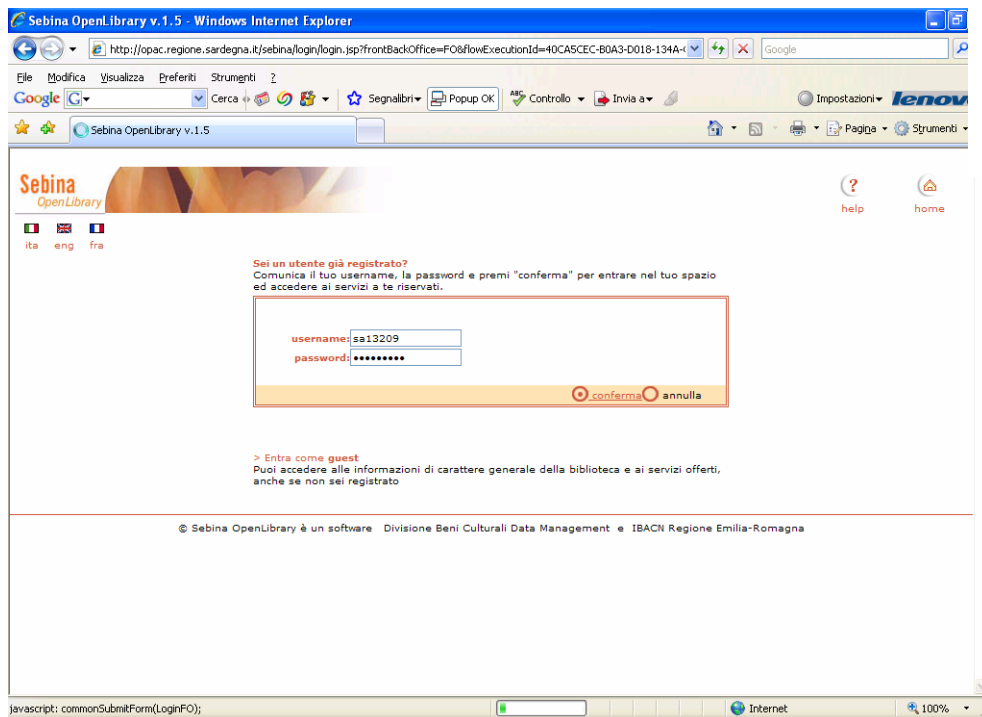 Sebina OpenLibrary v.1.5 - Windows Internet Explorer
http://opac.regione.sardegna.it/sebina/login/login.jsp?frontBackOffice=FO&flowExecutionId=40CA5CEC-B0A3-D018-134A-
Google
File Modifica Visualizza Preferiti Strumenti ?
Google G Cerca Segnalibri Popup OK ABC Controllo Invia a Impostazioni lenov
Sebina OpenLibrary v.1.5 Pagina Strumenti
Sebina
OpenLibrary
? help home
ita eng fra
Sei un utente già registrato?
Comunica il tuo username, la password e premi "conferma" per entrare nel tuo spazio
ed accedere ai servizi a te riservati.
username: sa13209
password: •••••••••
conferma annulla
> Entra come guest
Puoi accedere alle informazioni di carattere generale della biblioteca e ai servizi offerti,
anche se non sei registrato
© Sebina OpenLibrary è un software Divisione Beni Culturali Data Management e IBACN Regione Emilia-Romagna
javascript: commonSubmitForm(LoginFO); Internet 100%